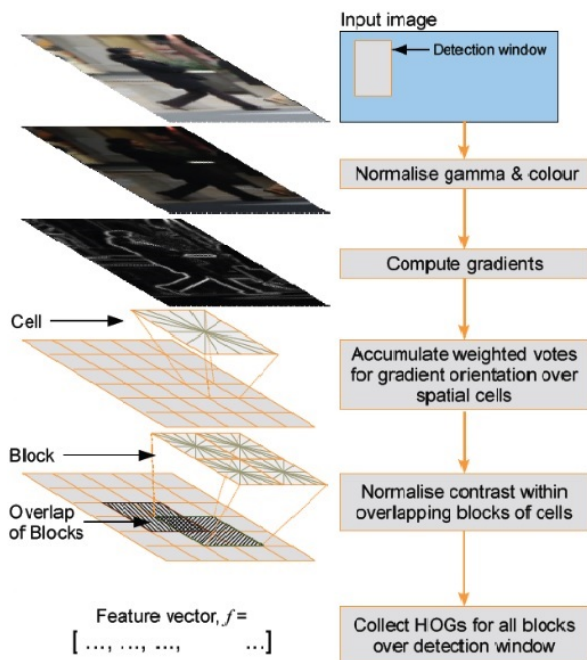 Input image
Detection window
Normalise gamma & colour
Compute gradients
Cell
Accumulate weighted votes
for gradient orientation over
spatial cells
Block
Normalise contrast within
overlapping blocks of cells
Overlap
of Blocks
Feature vector, f =
[ ..., ..., ..., ...]
Collect HOGs for all blocks
over detection window